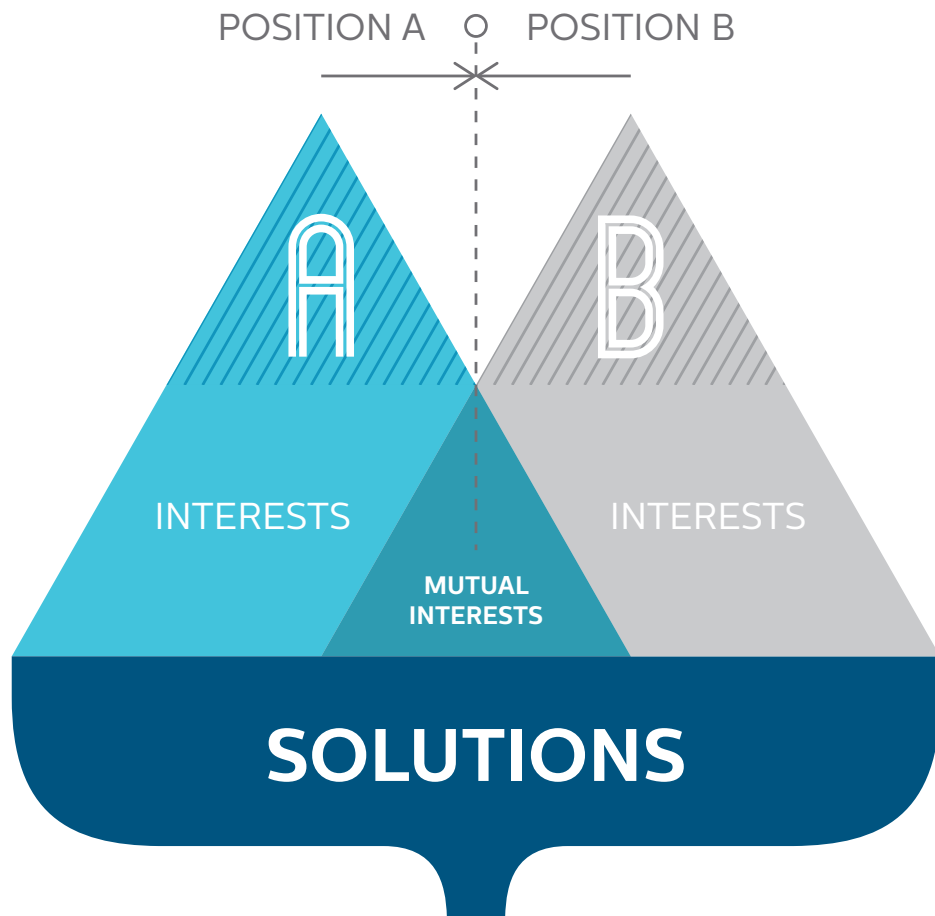 POSITION A POSITION B
A B
INTERESTS INTERESTS
MUTUAL
INTERESTS
SOLUTIONS